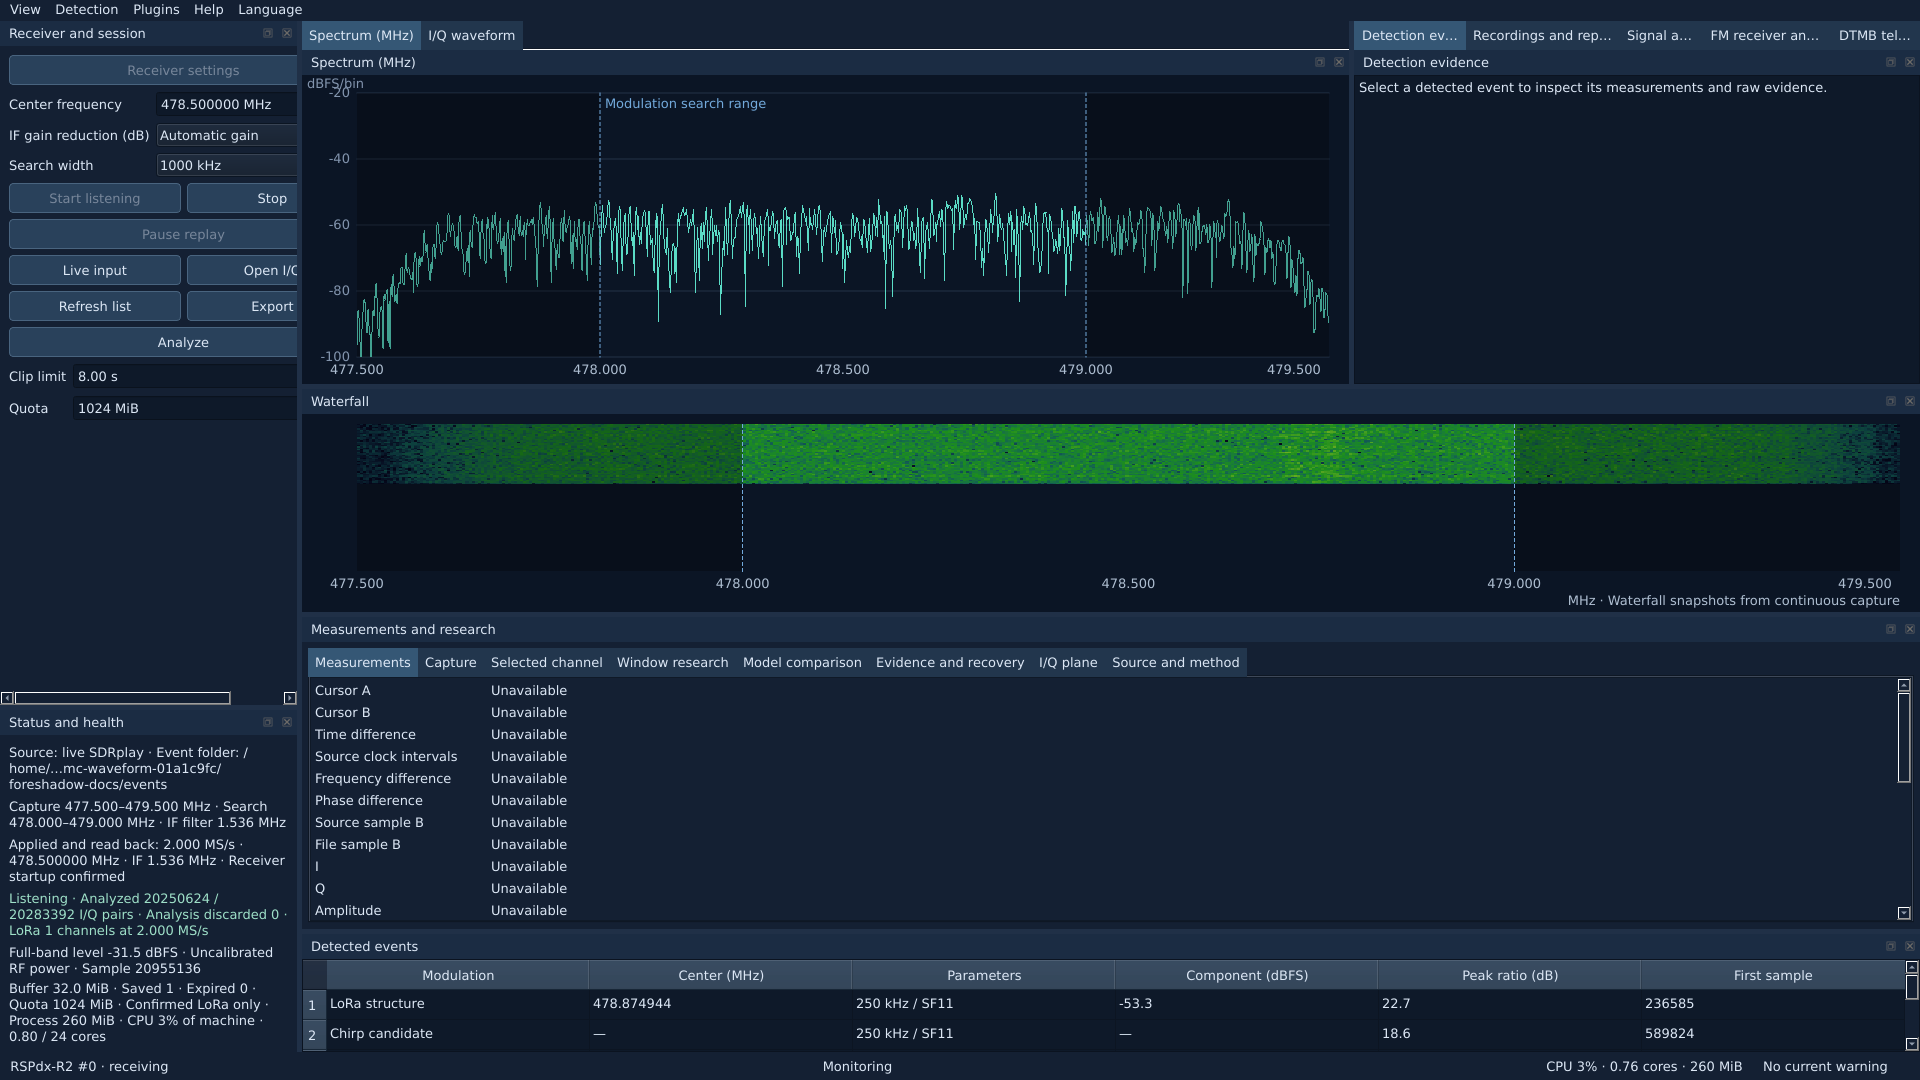 View Detection Plugins Help Language
Receiver and session
Receiver settings
Center frequency 478.500000 MHz
IF gain reduction (dB) Automatic gain
Search width 1000 kHz
Start listening Stop
Pause replay
Live input Open I/Q
Refresh list Export
Analyze
Clip limit 8.00 s
Quota 1024 MiB
Status and health
Source: live SDRplay · Event folder: /
home/...mc-waveform-01a1c9fc/
foreshadow-docs/events
Capture 477.500–479.500 MHz · Search
478.000–479.000 MHz · IF filter 1.536 MHz
Applied and read back: 2.000 MS/s ·
478.500000 MHz · IF 1.536 MHz · Receiver
startup confirmed
Listening · Analyzed 20250624 /
20283392 I/Q pairs · Analysis discarded 0 ·
LoRa 1 channels at 2.000 MS/s
Full-band level -31.5 dBFS · Uncalibrated
RF power · Sample 20955136
Buffer 32.0 MiB · Saved 1 · Expired 0 ·
Quota 1024 MiB · Confirmed LoRa only ·
Process 260 MiB · CPU 3% of machine ·
0.80 / 24 cores
Spectrum (MHz) I/Q waveform
Spectrum (MHz)
dBFS/bin
-20
Modulation search range
-40
-60
-80
-100
477.500 478.000 478.500 479.000 479.500
Detection ev... Recordings and rep... Signal a... FM receiver an... DTMB tel...
Detection evidence
Select a detected event to inspect its measurements and raw evidence.
Waterfall
477.500 478.000 478.500 479.000 479.500
MHz · Waterfall snapshots from continuous capture
Measurements and research
Measurements Capture Selected channel Window research Model comparison Evidence and recovery I/Q plane Source and method
Cursor A Unavailable
Cursor B Unavailable
Time difference Unavailable
Source clock intervals Unavailable
Frequency difference Unavailable
Phase difference Unavailable
Source sample B Unavailable
File sample B Unavailable
I Unavailable
Q Unavailable
Amplitude Unavailable
Detected events
Modulation Center (MHz) Parameters Component (dBFS) Peak ratio (dB) First sample
1 LoRa structure 478.874944 250 kHz / SF11 -53.3 22.7 236585
2 Chirp candidate — 250 kHz / SF11 — 18.6 589824
RSPdx-R2 #0 · receiving Monitoring CPU 3% · 0.76 cores · 260 MiB No current warning